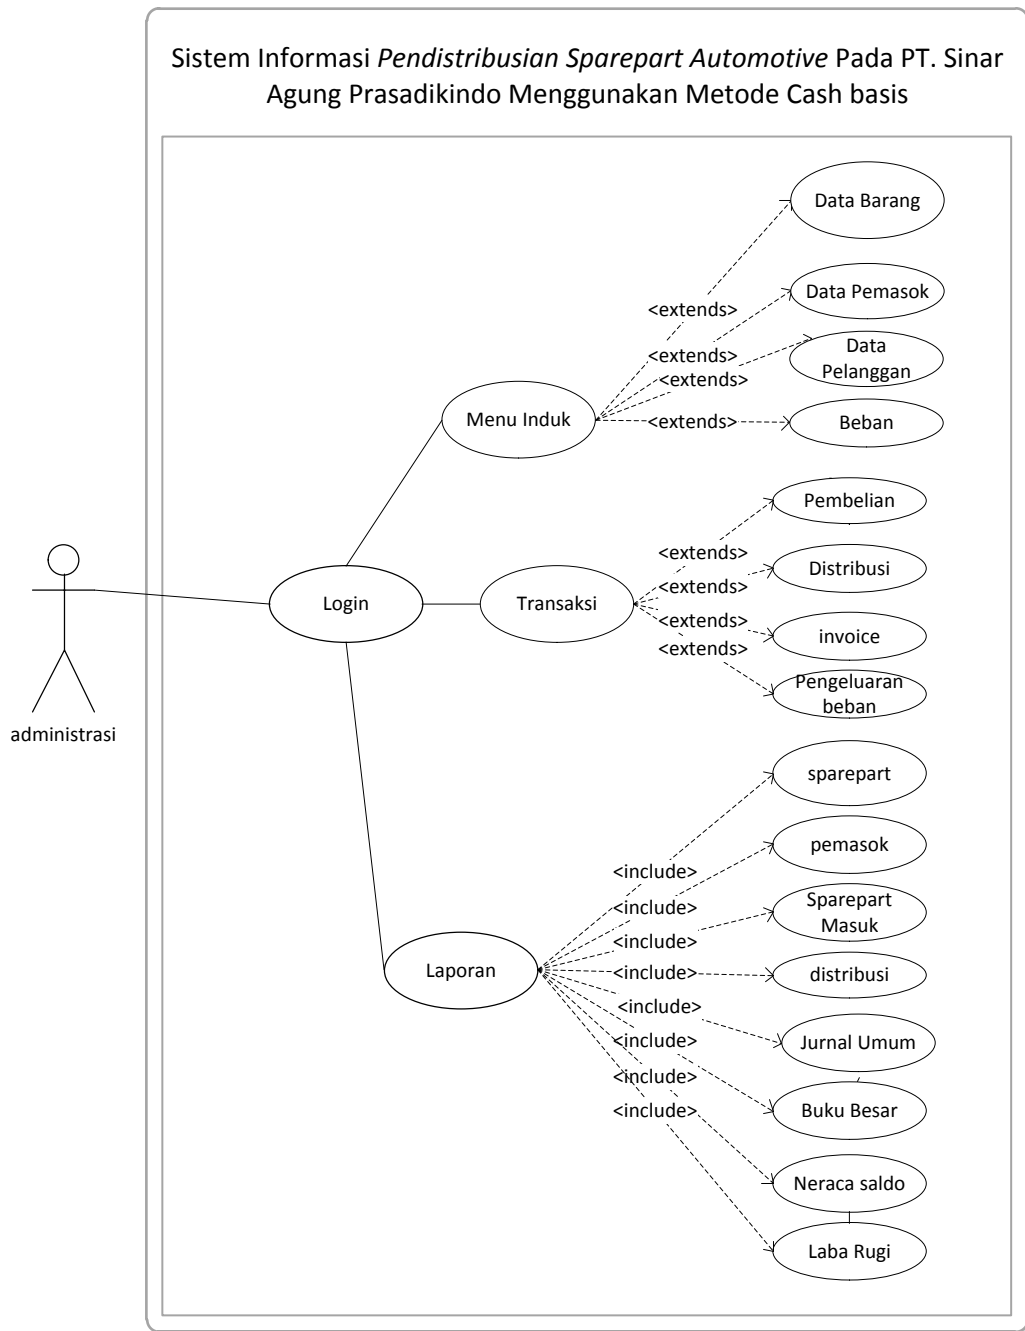 Sistem Informasi Pendistribusian Sparepart Automotive Pada PT. Sinar
Agung Prasadikindo Menggunakan Metode Cash basis
Data Barang
Data Pemasok
<extends>
Data
Pelanggan
<extends>
<extends>
Menu Induk
<extends>
Beban
Pembelian
<extends>
Distribusi
<extends>
Login
Transaksi
<extends>
invoice
<extends>
Pengeluaran
beban
administrasi
sparepart
pemasok
<include>
Sparepart
Masuk
<include>
<include>
Laporan
<include>
distribusi
<include>
Jurnal Umum
<include>
<include>
Buku Besar
<include>
Neraca saldo
Laba Rugi